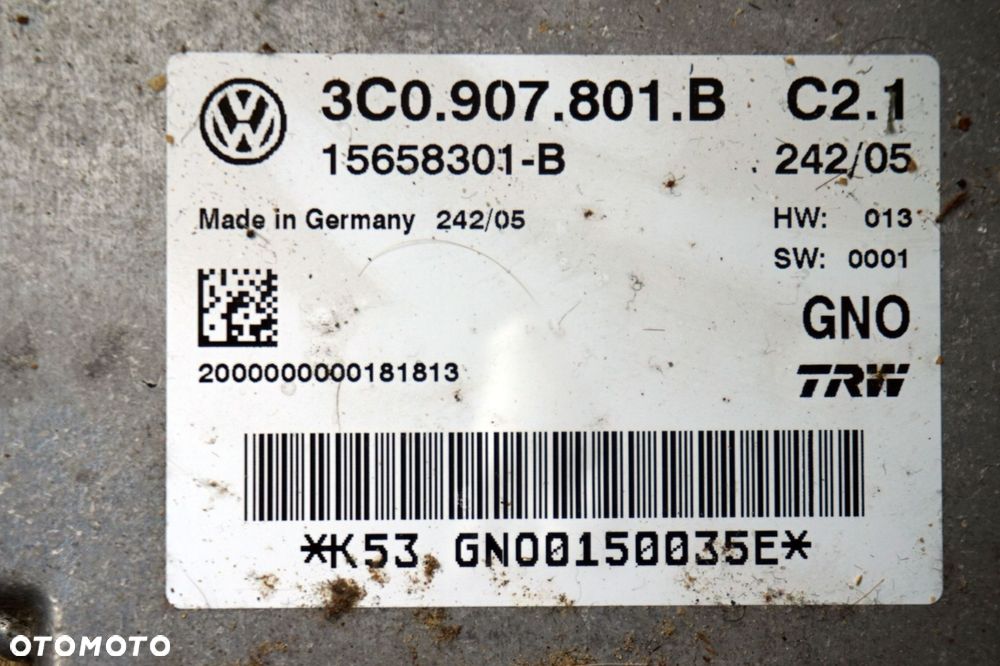 3C0.907.801.B C2.1
15658301-B 242/05
Made in Germany 242/05 HW: 013
SW: 0001
GNO
TRW
2000000000181813
*K53 GNO0150035E*
OTOMOTO